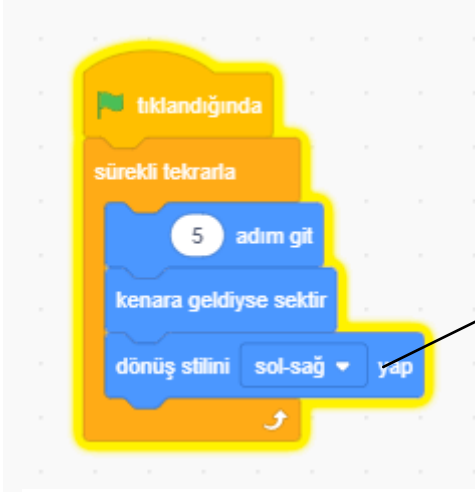 tıklandığında
sürekli tekrarla
5 adım git
kenara geldiyse sektir
dönüş stilini sol-sağ yap